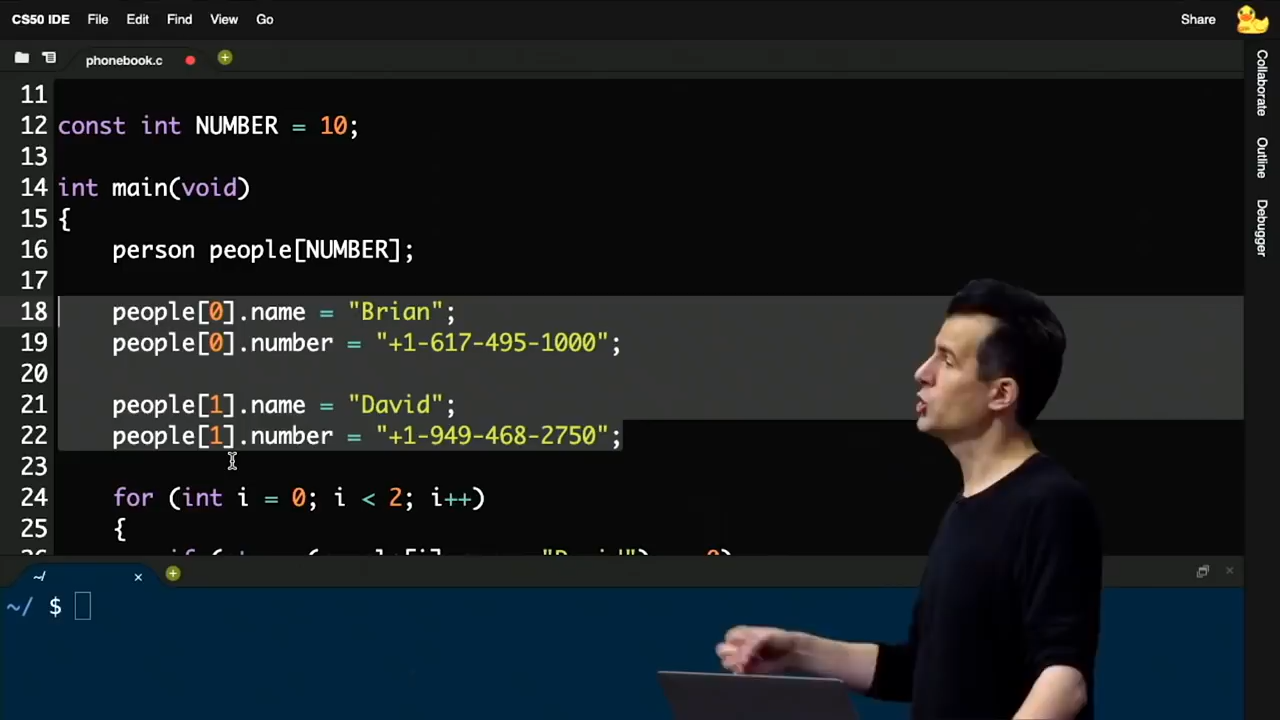 CS50 IDE File Edit Find View Go Share
phonebook.c
Collaborate
Outline
Debugger
11
12 const int NUMBER = 10;
13
14 int main(void)
15 {
16 person people[NUMBER];
17
18 people[0].name = "Brian";
19 people[0].number = "+1-617-495-1000";
20
21 people[1].name = "David";
22 people[1].number = "+1-949-468-2750";
23
24 for (int i = 0; i < 2; i++)
25 {
~/
~/ $